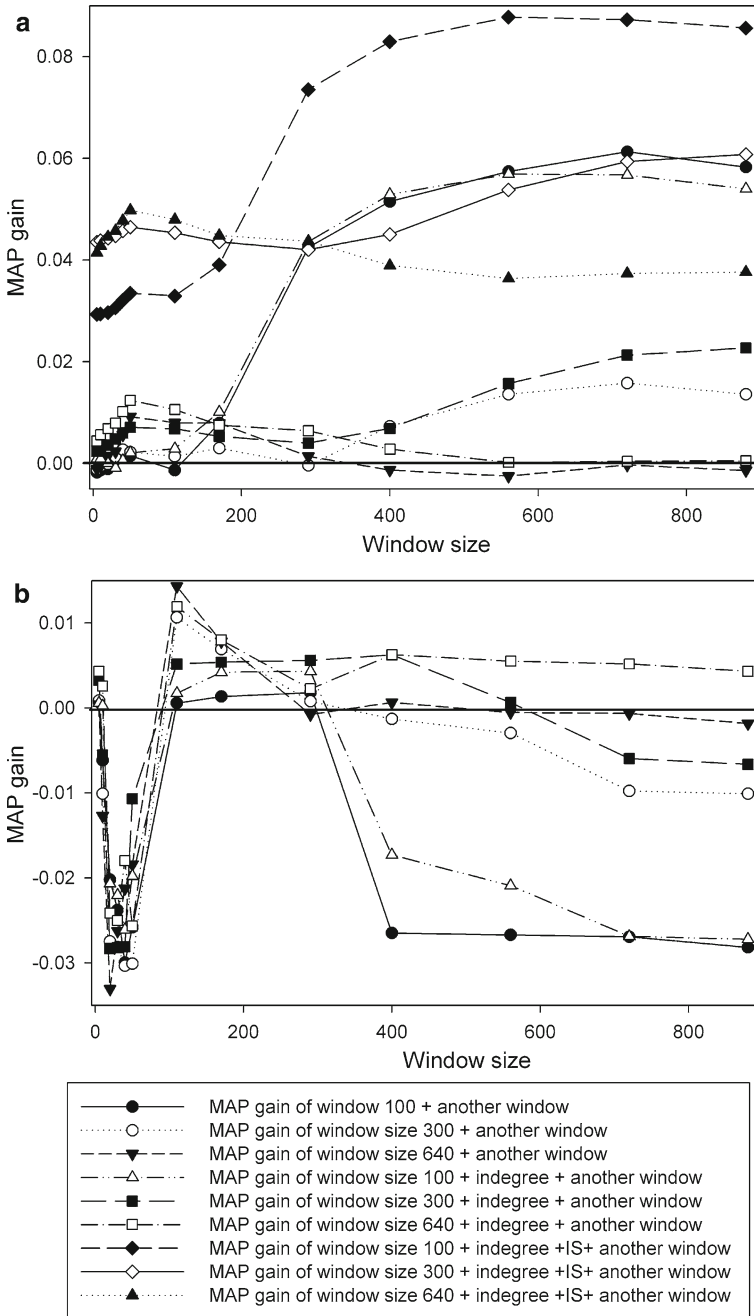 a
0.08
0.06
0.04
0.02
0.00
MAP gain
0 200 400 600 800
Window size
b
0.01
0.00
-0.01
-0.02
-0.03
MAP gain
0 200 400 600 800
Window size
MAP gain of window 100 + another window
MAP gain of window size 300 + another window
MAP gain of window size 640 + another window
MAP gain of window size 100 + indegree + another window
MAP gain of window size 300 + indegree + another window
MAP gain of window size 640 + indegree + another window
MAP gain of window size 100 + indegree +IS+ another window
MAP gain of window size 300 + indegree +IS+ another window
MAP gain of window size 640 + indegree +IS+ another window